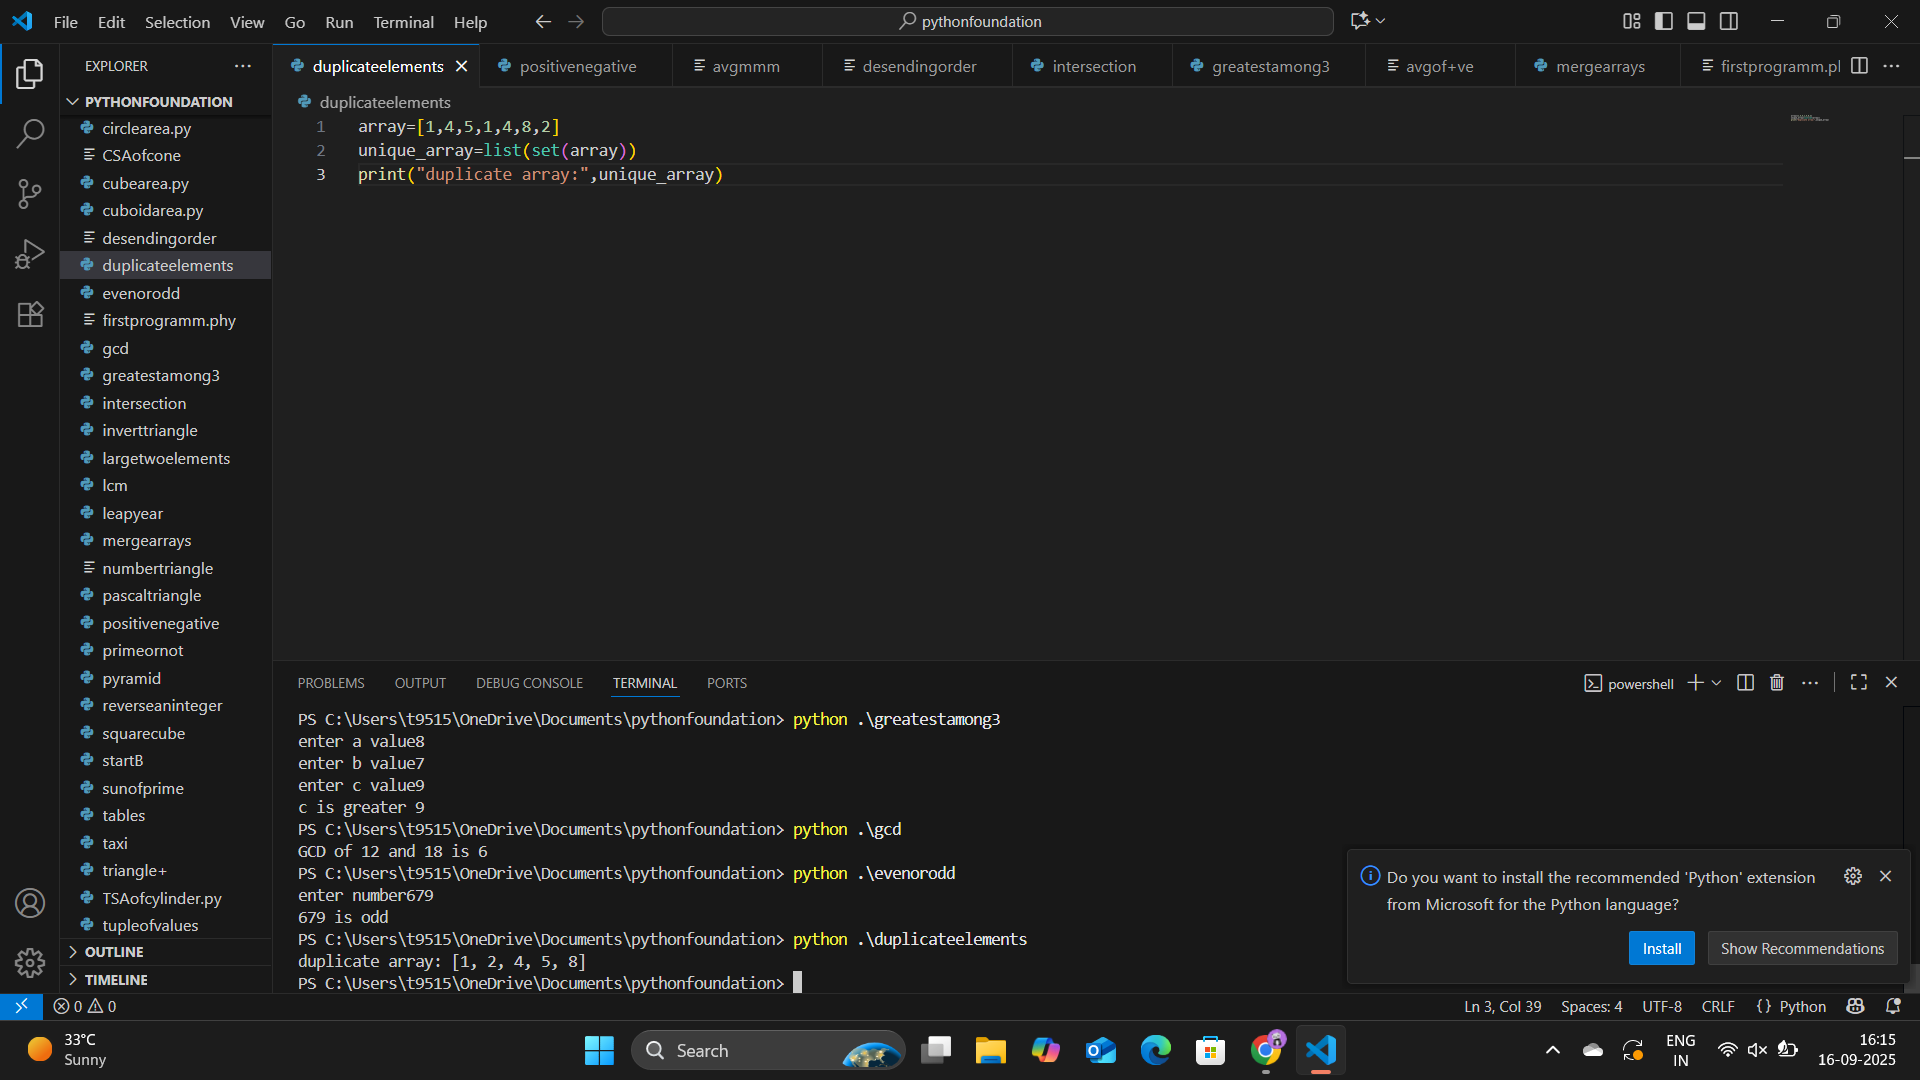 File Edit Selection View Go Run Terminal Help
pythonfoundation
EXPLORER
PYTHONFOUNDATION
circlearea.py
CSAofcone
cubearea.py
cuboidarea.py
desendingorder
duplicateelements
evenorodd
firstprogramm.phy
gcd
greatestamong3
intersection
inverttriangle
largetwoelements
lcm
leapyear
mergearrays
numbertriangle
pascaltriangle
positivenegative
primeornot
pyramid
reverseaninteger
squarecube
startB
sunofprime
tables
taxi
triangle+
TSAofcylinder.py
tupleofvalues
OUTLINE
TIMELINE
duplicateelements positivenegative avgmmm desendingorder intersection greatestamong3 avgof+ve mergearrays firstprogramm.pl
duplicateelements
1 array=[1,4,5,1,4,8,2]
2 unique_array=list(set(array))
3 print("duplicate array:",unique_array)
PROBLEMS OUTPUT DEBUG CONSOLE TERMINAL PORTS
powershell
PS C:\Users\t9515\OneDrive\Documents\pythonfoundation> python .\greatestamong3
enter a value8
enter b value7
enter c value9
c is greater 9
PS C:\Users\t9515\OneDrive\Documents\pythonfoundation> python .\gcd
GCD of 12 and 18 is 6
PS C:\Users\t9515\OneDrive\Documents\pythonfoundation> python .\evenorodd
enter number679
679 is odd
PS C:\Users\t9515\OneDrive\Documents\pythonfoundation> python .\duplicateelements
duplicate array: [1, 2, 4, 5, 8]
PS C:\Users\t9515\OneDrive\Documents\pythonfoundation>
Do you want to install the recommended 'Python' extension
from Microsoft for the Python language?
Install Show Recommendations
0 0
Ln 3, Col 39 Spaces: 4 UTF-8 CRLF {} Python
33°C
Sunny
Search
ENG
IN
16:15
16-09-2025